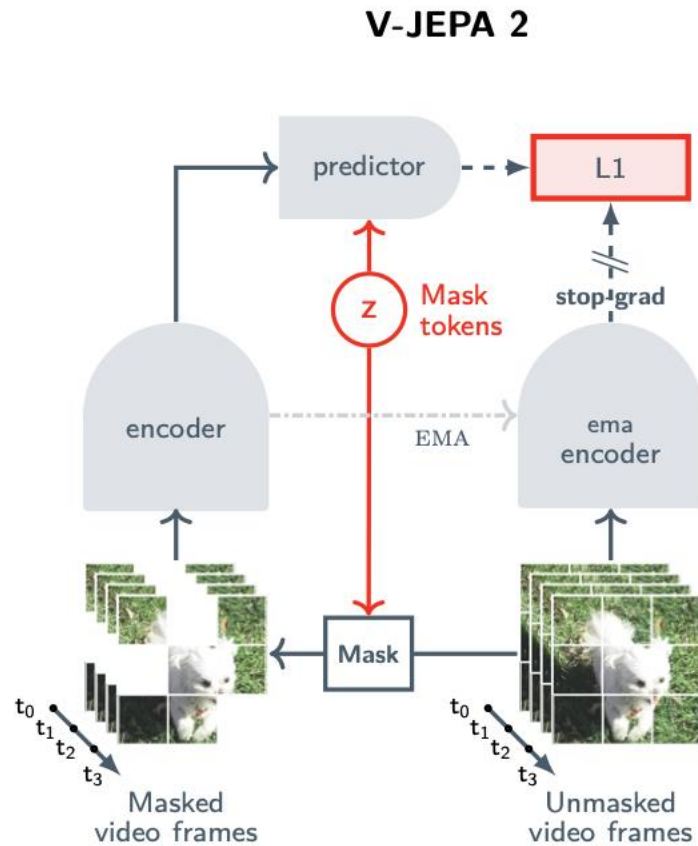 V-JEPA 2
predictor
L1
z
Mask
tokens
stop-grad
encoder
EMA
ema
encoder
Mask
t0
t1
t2
t3
Masked
video frames
t0
t1
t2
t3
Unmasked
video frames